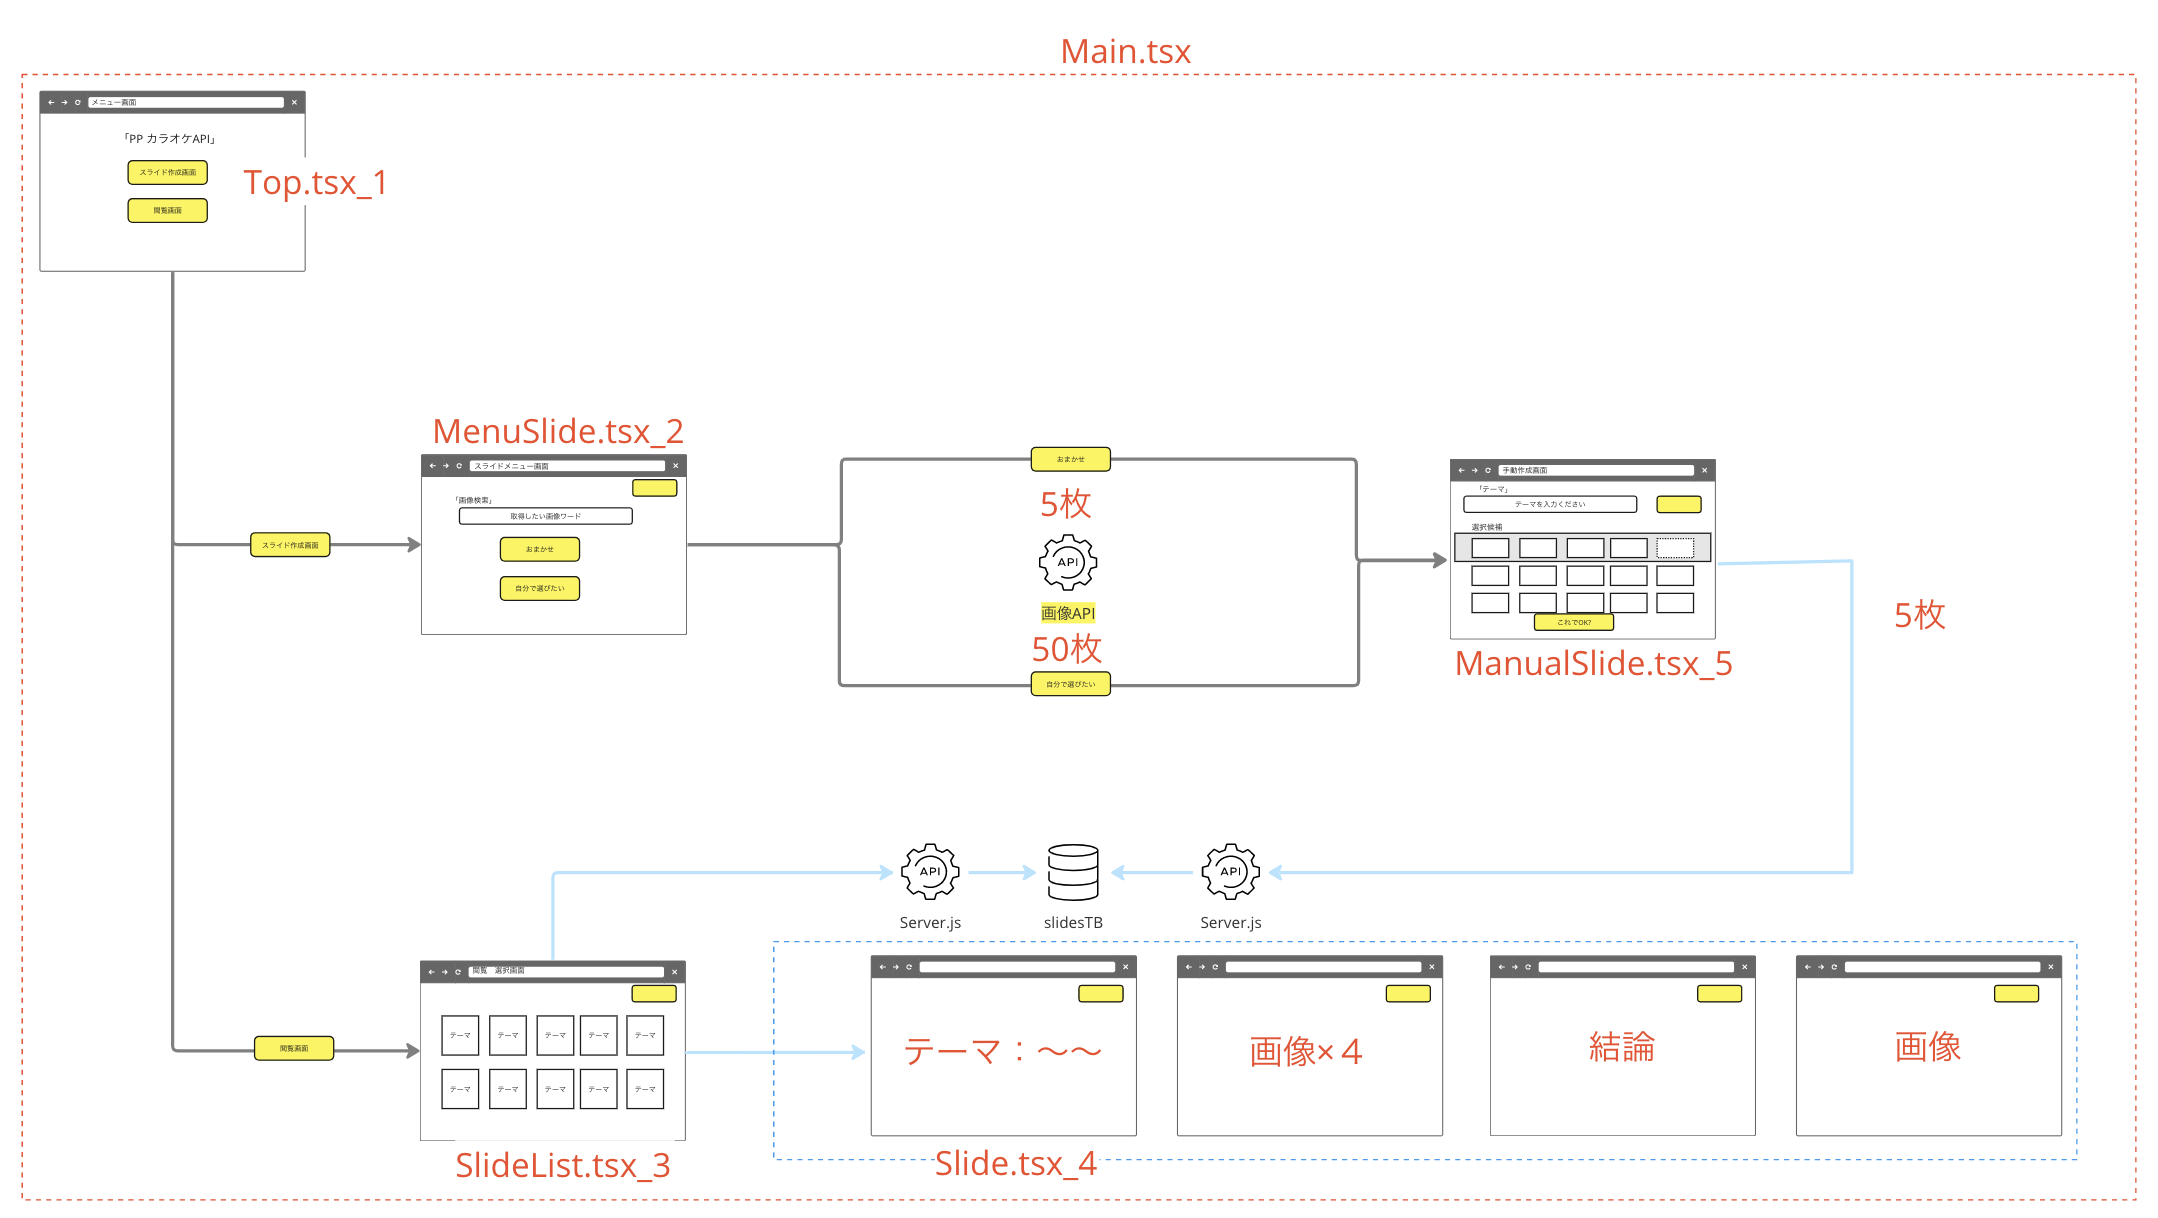 Main.tsx
メニュー画面
「PP カラオケAPI」
スライド作成画面
閲覧画面
Top.tsx_1
MenuSlide.tsx_2
スライドメニュー画面
「画像検索」
取得したい画像ワード
おまかせ
自分で選びたい
スライド作成画面
おまかせ
5枚
API
画像API
50枚
自分で選びたい
手動作成画面
「テーマ」
テーマを入力ください
選択候補
これでOK?
ManualSlide.tsx_5
5枚
API
Server.js
slidesTB
API
Server.js
閲覧画面
閲覧　選択画面
テーマ テーマ テーマ テーマ テーマ
テーマ テーマ テーマ テーマ テーマ
SlideList.tsx_3
テーマ：〜〜
画像×４
結論
画像
Slide.tsx_4